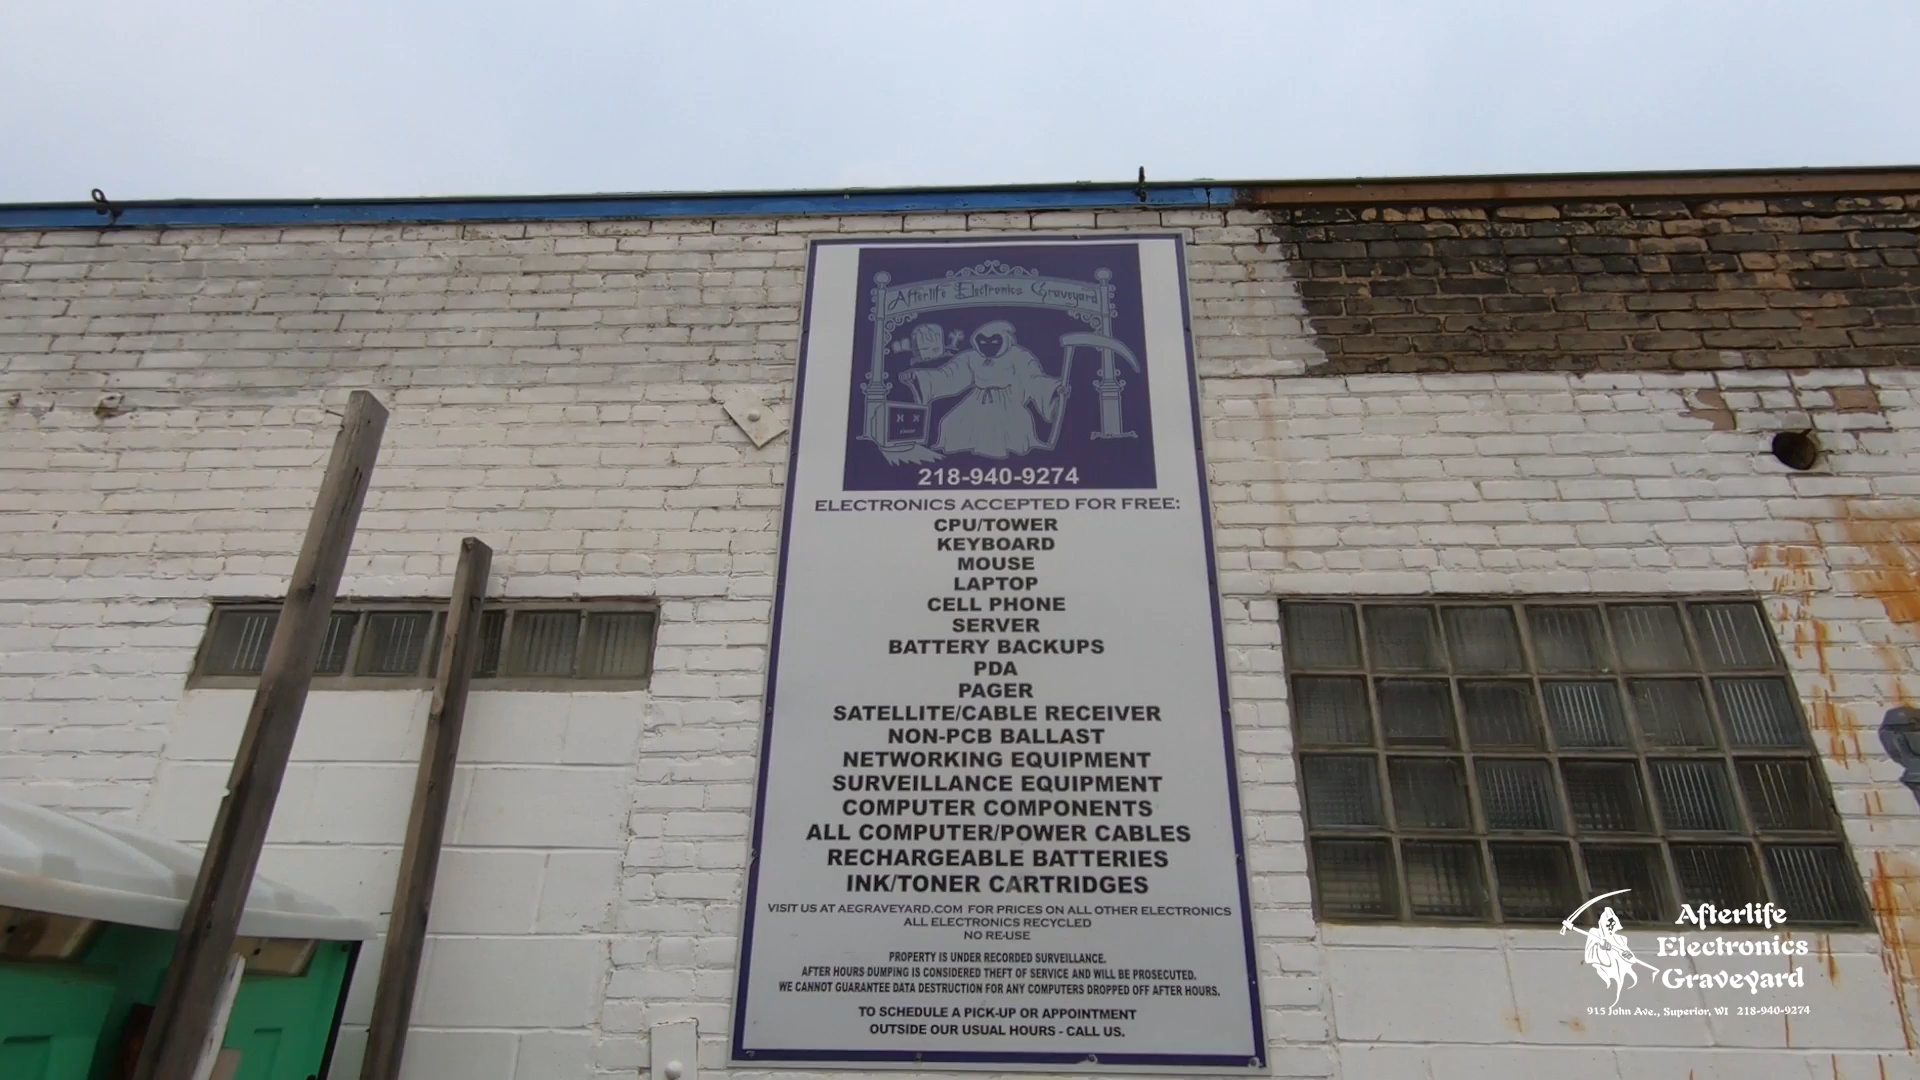 Afterlife Electronics Graveyard
218-940-9274
ELECTRONICS ACCEPTED FOR FREE:
CPU/TOWER
KEYBOARD
MOUSE
LAPTOP
CELL PHONE
SERVER
BATTERY BACKUPS
PDA
PAGER
SATELLITE/CABLE RECEIVER
NON-PCB BALLAST
NETWORKING EQUIPMENT
SURVEILLANCE EQUIPMENT
COMPUTER COMPONENTS
ALL COMPUTER/POWER CABLES
RECHARGEABLE BATTERIES
INK/TONER CARTRIDGES
VISIT US AT AEGRAVEYARD.COM FOR PRICES ON ALL OTHER ELECTRONICS
ALL ELECTRONICS RECYCLED
NO RE-USE
PROPERTY IS UNDER RECORDED SURVEILLANCE.
AFTER HOURS DUMPING IS CONSIDERED THEFT OF SERVICE AND WILL BE PROSECUTED.
WE CANNOT GUARANTEE DATA DESTRUCTION FOR ANY COMPUTERS DROPPED OFF AFTER HOURS.
TO SCHEDULE A PICK-UP OR APPOINTMENT
OUTSIDE OUR USUAL HOURS - CALL US.
Afterlife
Electronics
Graveyard
915 John Ave., Superior, WI 218-940-9274